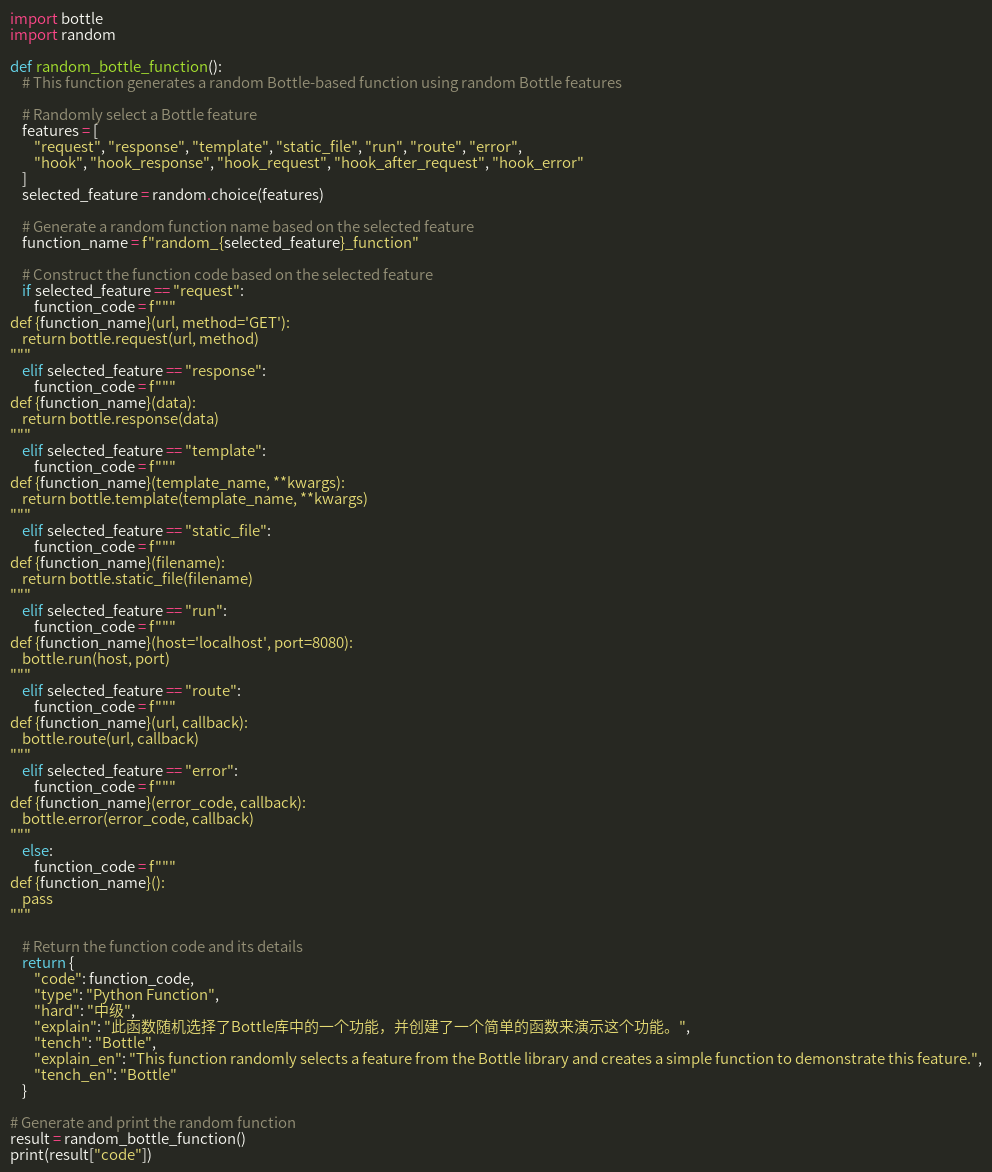 import bottle
import random

def random_bottle_function():
    # This function generates a random Bottle-based function using random Bottle features

    # Randomly select a Bottle feature
    features = [
        "request", "response", "template", "static_file", "run", "route", "error",
        "hook", "hook_response", "hook_request", "hook_after_request", "hook_error"
    ]
    selected_feature = random.choice(features)

    # Generate a random function name based on the selected feature
    function_name = f"random_{selected_feature}_function"

    # Construct the function code based on the selected feature
    if selected_feature == "request":
        function_code = f"""
def {function_name}(url, method='GET'):
    return bottle.request(url, method)
"""
    elif selected_feature == "response":
        function_code = f"""
def {function_name}(data):
    return bottle.response(data)
"""
    elif selected_feature == "template":
        function_code = f"""
def {function_name}(template_name, **kwargs):
    return bottle.template(template_name, **kwargs)
"""
    elif selected_feature == "static_file":
        function_code = f"""
def {function_name}(filename):
    return bottle.static_file(filename)
"""
    elif selected_feature == "run":
        function_code = f"""
def {function_name}(host='localhost', port=8080):
    bottle.run(host, port)
"""
    elif selected_feature == "route":
        function_code = f"""
def {function_name}(url, callback):
    bottle.route(url, callback)
"""
    elif selected_feature == "error":
        function_code = f"""
def {function_name}(error_code, callback):
    bottle.error(error_code, callback)
"""
    else:
        function_code = f"""
def {function_name}():
    pass
"""

    # Return the function code and its details
    return {
        "code": function_code,
        "type": "Python Function",
        "hard": "中级",
        "explain": "此函数随机选择了Bottle库中的一个功能，并创建了一个简单的函数来演示这个功能。",
        "tench": "Bottle",
        "explain_en": "This function randomly selects a feature from the Bottle library and creates a simple function to demonstrate this feature.",
        "tench_en": "Bottle"
    }

# Generate and print the random function
result = random_bottle_function()
print(result["code"])